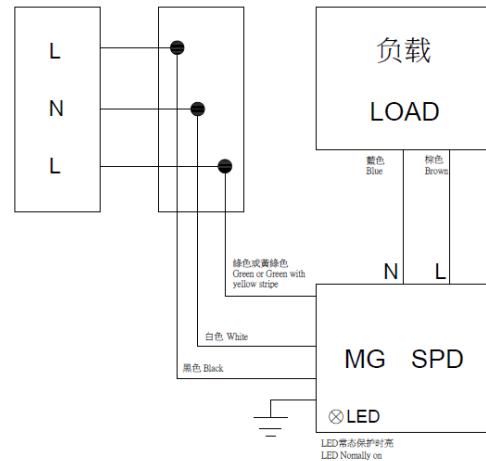 L
N
L
负载
LOAD
藍色
Blue
棕色
Brown
N L
綠色或黃綠色
Green or Green with
yellow stripe
白色 White
黑色 Black
MG SPD
LED
LED常态保护时亮
LED Nomally on